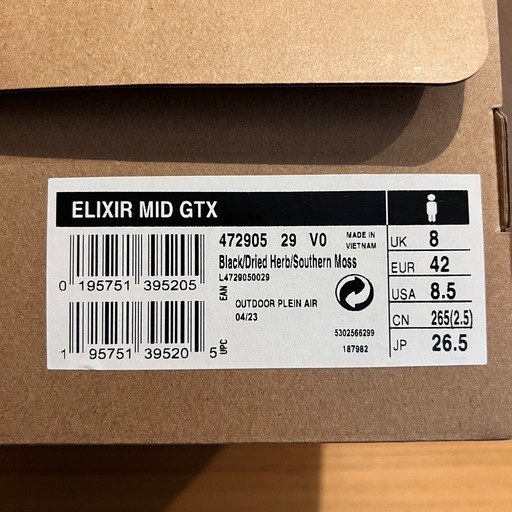 ELIXIR MID GTX
472905 29 V0
MADE IN
VIETNAM
Black/Dried Herb/Southern Moss
L4729050029
0 195751 395205
EAN
OUTDOOR PLEIN AIR
04/23
5302566299
187982
1 95751 39520 5
UPC
UK 8
EUR 42
USA 8.5
CN 265(2.5)
JP 26.5